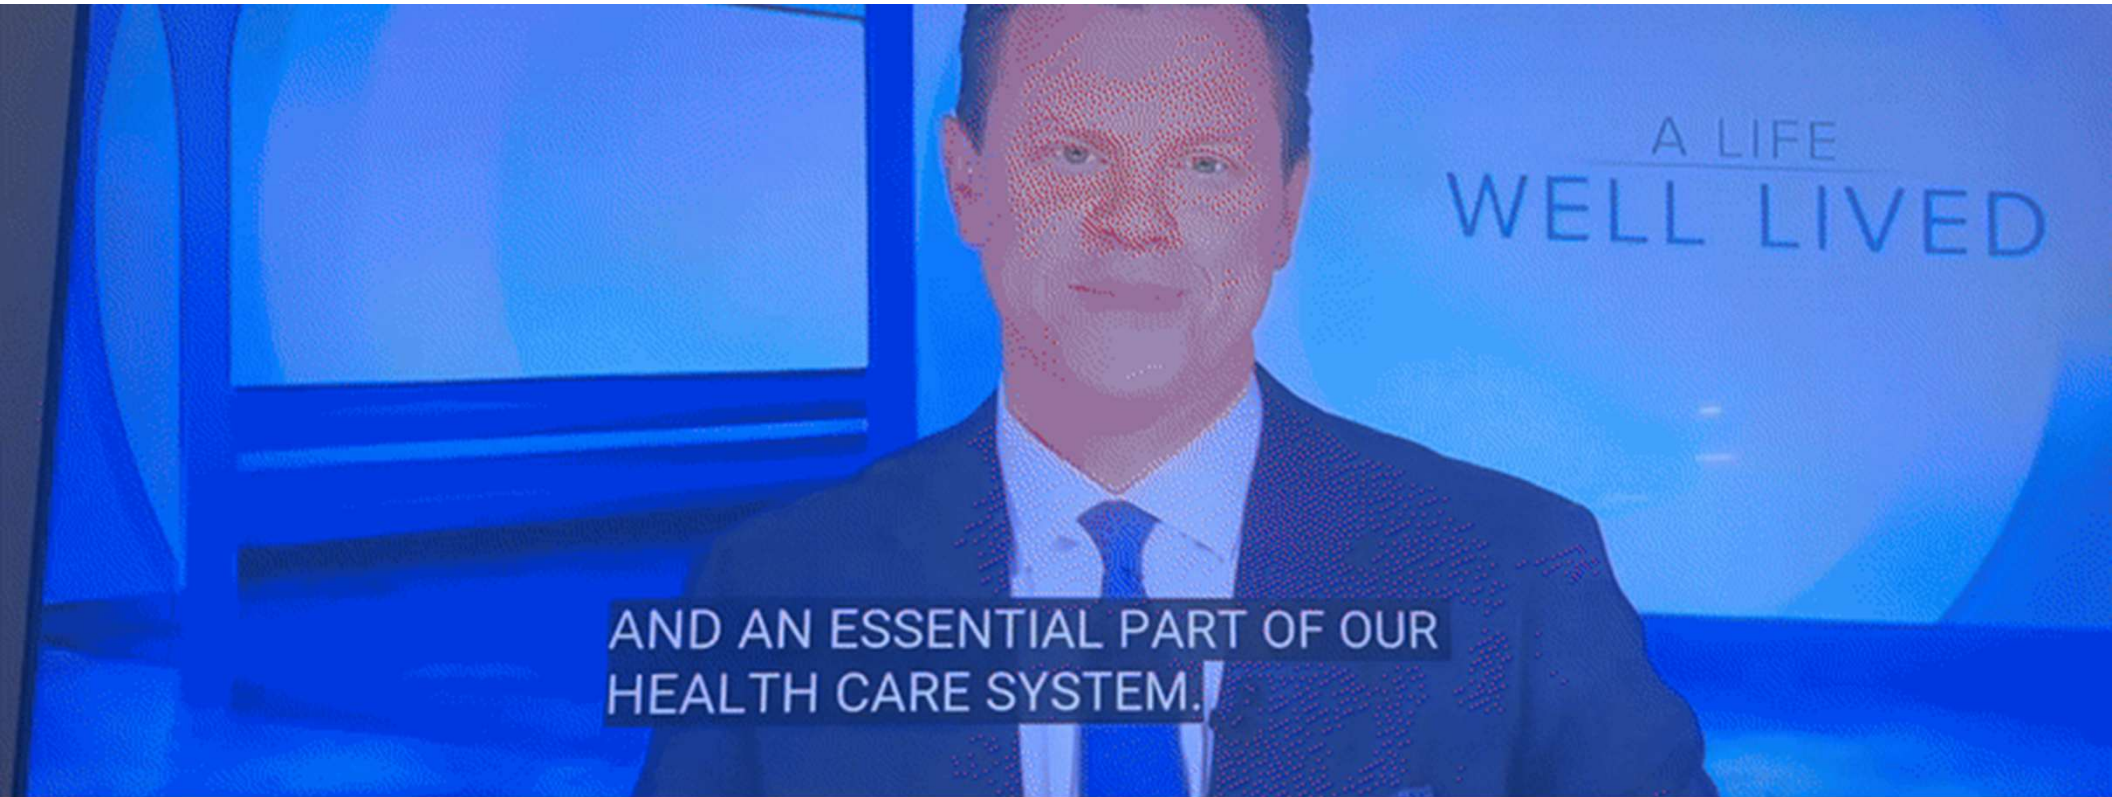 A LIFE
WELL LIVED
AND AN ESSENTIAL PART OF OUR
HEALTH CARE SYSTEM.